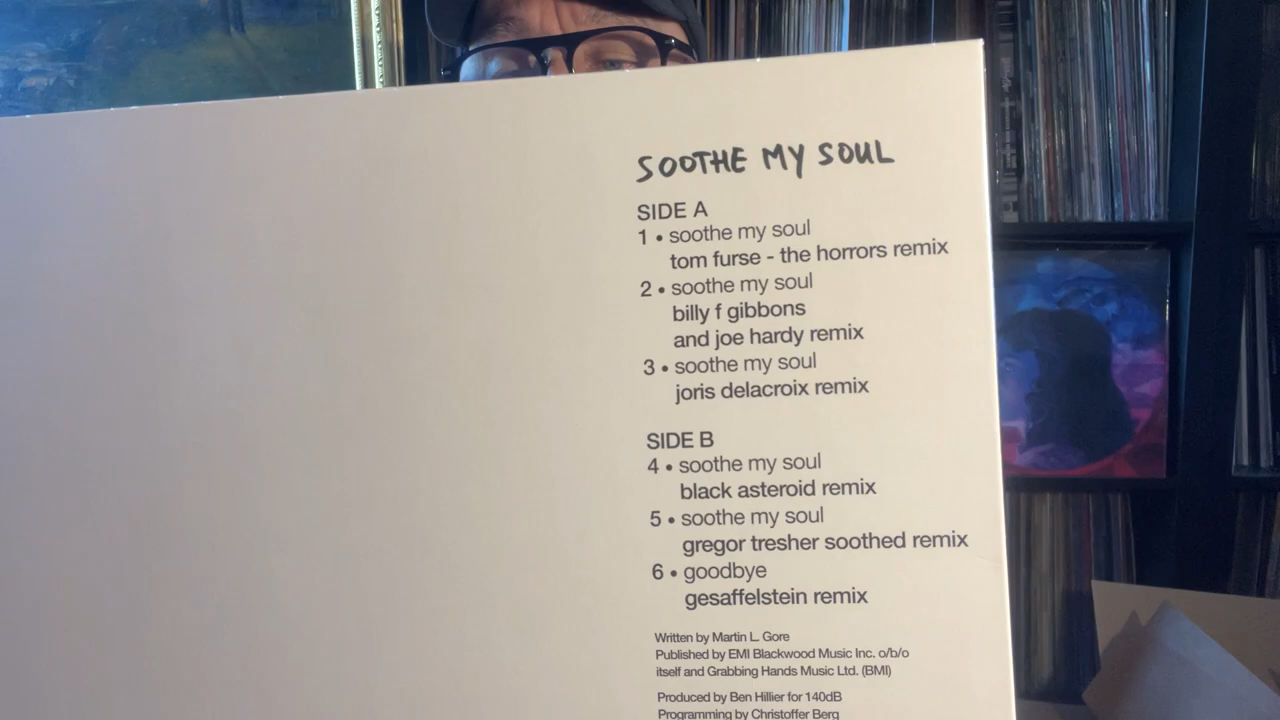 SOOTHE MY SOUL
SIDE A
1 • soothe my soul
tom furse - the horrors remix
2 • soothe my soul
billy f gibbons
and joe hardy remix
3 • soothe my soul
joris delacroix remix
SIDE B
4 • soothe my soul
black asteroid remix
5 • soothe my soul
gregor tresher soothed remix
6 • goodbye
gesaffelstein remix
Written by Martin L. Gore
Published by EMI Blackwood Music Inc. o/b/o
itself and Grabbing Hands Music Ltd. (BMI)
Produced by Ben Hillier for 140dB
Programming by Christoffer Berg